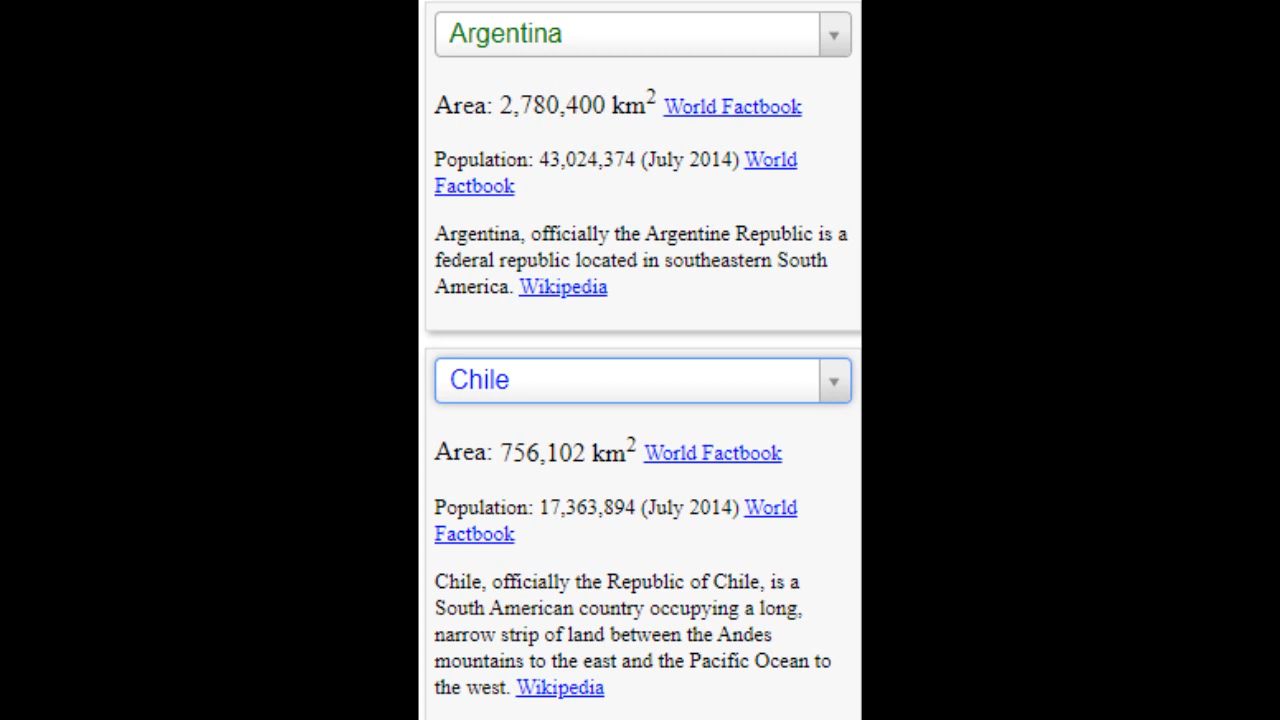 Argentina
Area: 2,780,400 km² World Factbook
Population: 43,024,374 (July 2014) World
Factbook
Argentina, officially the Argentine Republic is a
federal republic located in southeastern South
America. Wikipedia
Chile
Area: 756,102 km² World Factbook
Population: 17,363,894 (July 2014) World
Factbook
Chile, officially the Republic of Chile, is a
South American country occupying a long,
narrow strip of land between the Andes
mountains to the east and the Pacific Ocean to
the west. Wikipedia